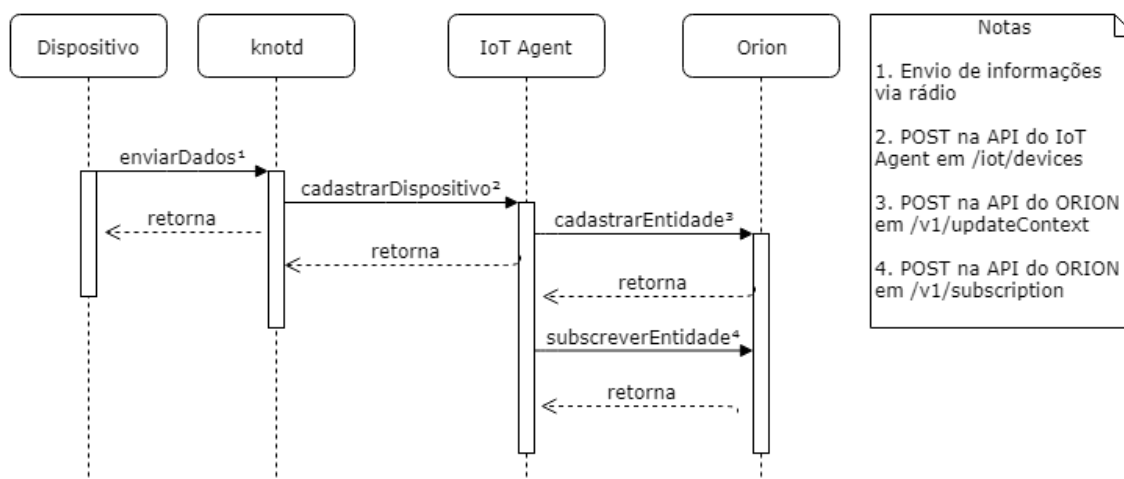 Dispositivo
knotd
IoT Agent
Orion
enviarDados¹
cadastrarDispositivo²
retorna
cadastrarEntidade³
retorna
retorna
subscreverEntidade⁴
retorna
Notas
1. Envio de informações
via rádio
2. POST na API do IoT
Agent em /iot/devices
3. POST na API do ORION
em /v1/updateContext
4. POST na API do ORION
em /v1/subscription